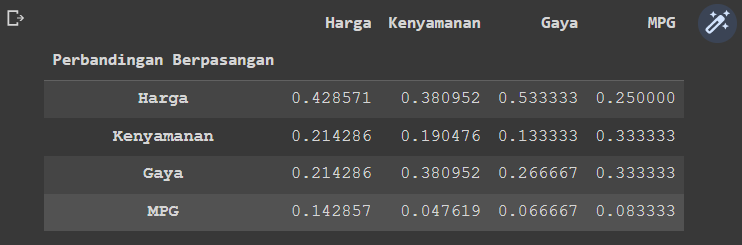 Harga Kenyamanan Gaya MPG
Perbandingan Berpasangan
Harga 0.428571 0.380952 0.533333 0.250000
Kenyamanan 0.214286 0.190476 0.133333 0.333333
Gaya 0.214286 0.380952 0.266667 0.333333
MPG 0.142857 0.047619 0.066667 0.083333